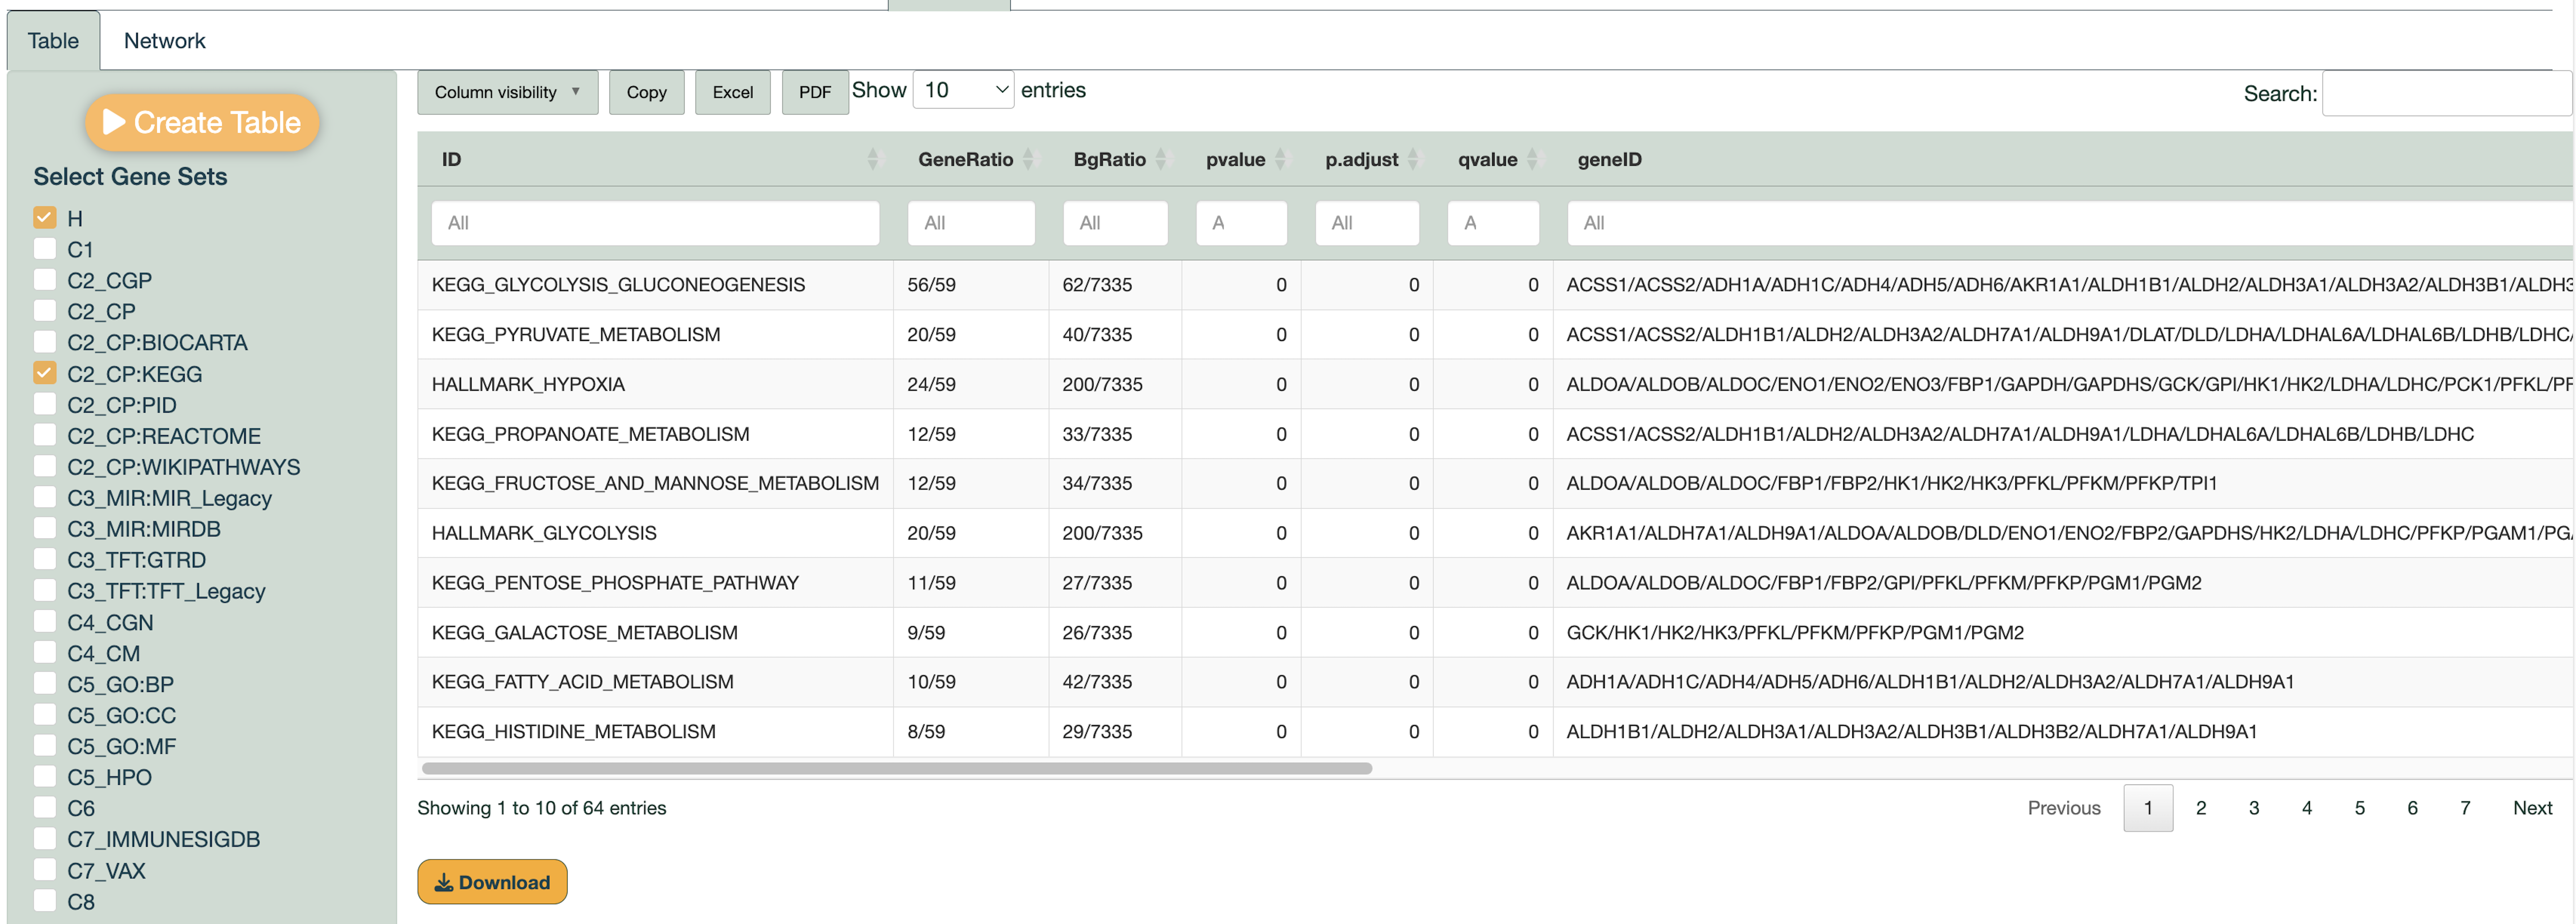 Table Network
Create Table
Select Gene Sets
H
C1
C2_CGP
C2_CP
C2_CP:BIOCARTA
C2_CP:KEGG
C2_CP:PID
C2_CP:REACTOME
C2_CP:WIKIPATHWAYS
C3_MIR:MIR_Legacy
C3_MIR:MIRDB
C3_TFT:GTRD
C3_TFT:TFT_Legacy
C4_CGN
C4_CM
C5_GO:BP
C5_GO:CC
C5_GO:MF
C5_HPO
C6
C7_IMMUNESIGDB
C7_VAX
C8
Column visibility Copy Excel PDF Show 10 entries Search:
ID GeneRatio BgRatio pvalue p.adjust qvalue geneID
All All All A All A All
KEGG_GLYCOLYSIS_GLUCONEOGENESIS 56/59 62/7335 0 0 0 ACSS1/ACSS2/ADH1A/ADH1C/ADH4/ADH5/ADH6/AKR1A1/ALDH1B1/ALDH2/ALDH3A1/ALDH3A2/ALDH3B1/ALDH3
KEGG_PYRUVATE_METABOLISM 20/59 40/7335 0 0 0 ACSS1/ACSS2/ALDH1B1/ALDH2/ALDH3A2/ALDH7A1/ALDH9A1/DLAT/DLD/LDHA/LDHAL6A/LDHAL6B/LDHB/LDHC/
HALLMARK_HYPOXIA 24/59 200/7335 0 0 0 ALDOA/ALDOB/ALDOC/ENO1/ENO2/ENO3/FBP1/GAPDH/GAPDHS/GCK/GPI/HK1/HK2/LDHA/LDHC/PCK1/PFKL/PF
KEGG_PROPANOATE_METABOLISM 12/59 33/7335 0 0 0 ACSS1/ACSS2/ALDH1B1/ALDH2/ALDH3A2/ALDH7A1/ALDH9A1/LDHA/LDHAL6A/LDHAL6B/LDHB/LDHC
KEGG_FRUCTOSE_AND_MANNOSE_METABOLISM 12/59 34/7335 0 0 0 ALDOA/ALDOB/ALDOC/FBP1/FBP2/HK1/HK2/HK3/PFKL/PFKM/PFKP/TPI1
HALLMARK_GLYCOLYSIS 20/59 200/7335 0 0 0 AKR1A1/ALDH7A1/ALDH9A1/ALDOA/ALDOB/DLD/ENO1/ENO2/FBP2/GAPDHS/HK2/LDHA/LDHC/PFKP/PGAM1/PGA
KEGG_PENTOSE_PHOSPHATE_PATHWAY 11/59 27/7335 0 0 0 ALDOA/ALDOB/ALDOC/FBP1/FBP2/GPI/PFKL/PFKM/PFKP/PGM1/PGM2
KEGG_GALACTOSE_METABOLISM 9/59 26/7335 0 0 0 GCK/HK1/HK2/HK3/PFKL/PFKM/PFKP/PGM1/PGM2
KEGG_FATTY_ACID_METABOLISM 10/59 42/7335 0 0 0 ADH1A/ADH1C/ADH4/ADH5/ADH6/ALDH1B1/ALDH2/ALDH3A2/ALDH7A1/ALDH9A1
KEGG_HISTIDINE_METABOLISM 8/59 29/7335 0 0 0 ALDH1B1/ALDH2/ALDH3A1/ALDH3A2/ALDH3B1/ALDH3B2/ALDH7A1/ALDH9A1
Showing 1 to 10 of 64 entries Previous 1 2 3 4 5 6 7 Next
Download